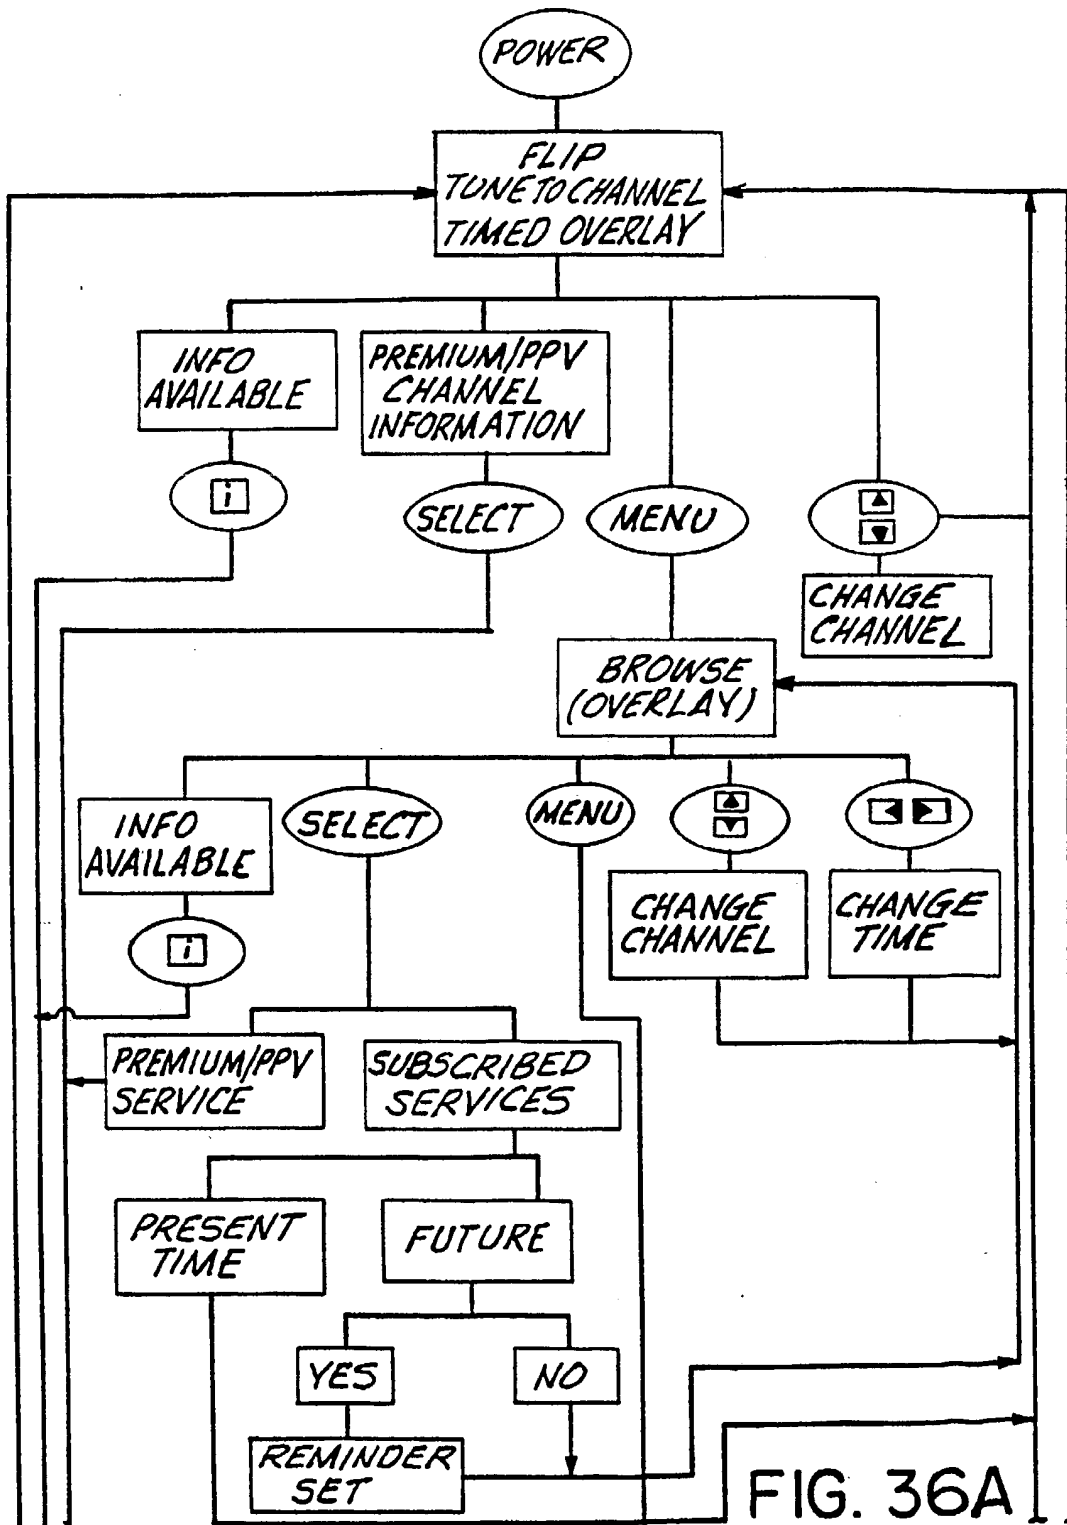 POWER
FLIP
TUNE TO CHANNEL
TIMED OVERLAY
INFO
AVAILABLE
PREMIUM/PPV
CHANNEL
INFORMATION
i
SELECT
MENU
CHANGE
CHANNEL
BROWSE
(OVERLAY)
INFO
AVAILABLE
SELECT
MENU
CHANGE
CHANNEL
CHANGE
TIME
i
PREMIUM/PPV
SERVICE
SUBSCRIBED
SERVICES
PRESENT
TIME
FUTURE
YES
NO
REMINDER
SET
FIG. 36A